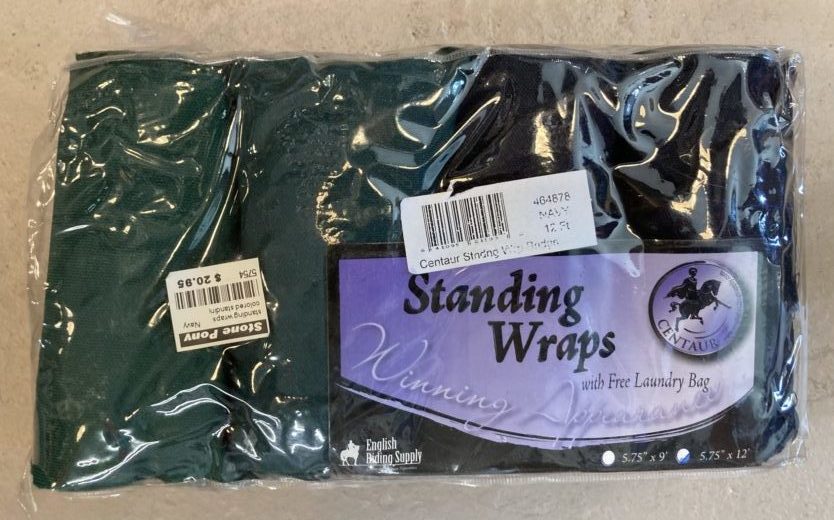 464878
NAVY
12 Ft
Centaur Stndng Wrp
Standing
Wraps
with Free Laundry Bag
Winning Appearance
CENTAUR
English
Riding Supply
5.75" x 9'
5.75" x 12'
Stone Pony
Navy
standing wraps
colored standin
$ 20.95